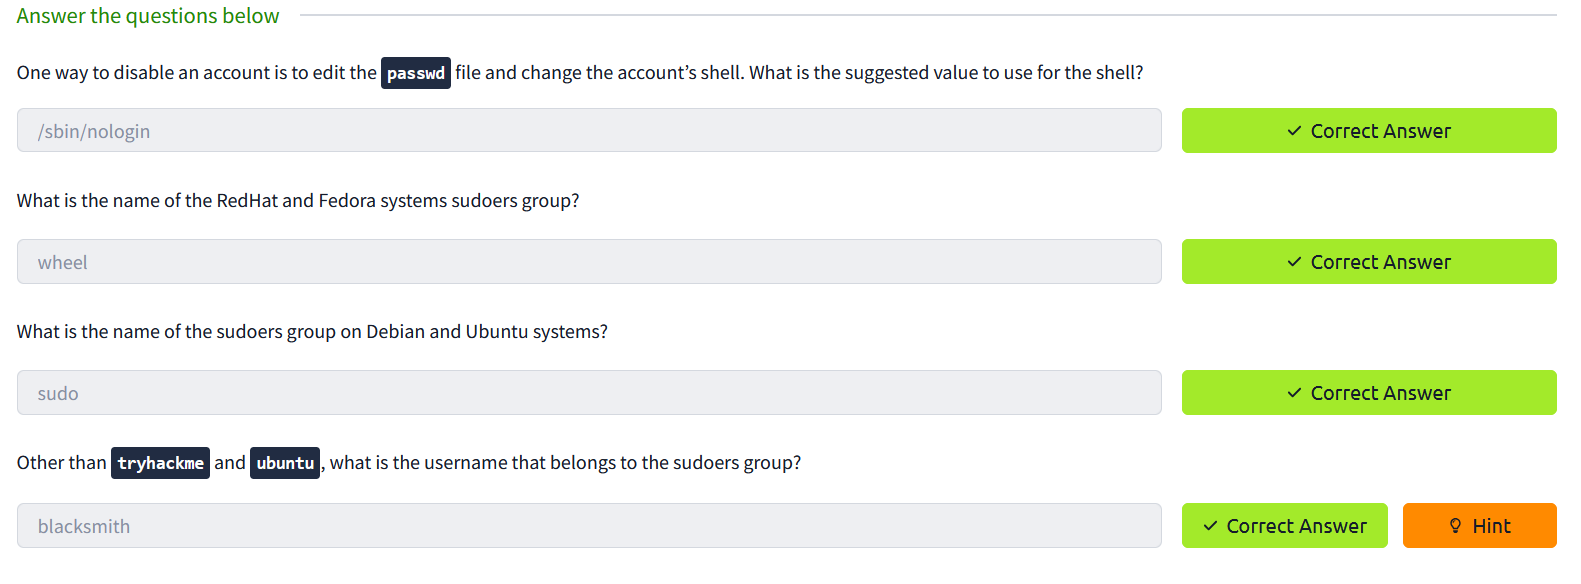 Answer the questions below
One way to disable an account is to edit the passwd file and change the account’s shell. What is the suggested value to use for the shell?
/sbin/nologin
Correct Answer
What is the name of the RedHat and Fedora systems sudoers group?
wheel
Correct Answer
What is the name of the sudoers group on Debian and Ubuntu systems?
sudo
Correct Answer
Other than tryhackme and ubuntu, what is the username that belongs to the sudoers group?
blacksmith
Correct Answer
Hint